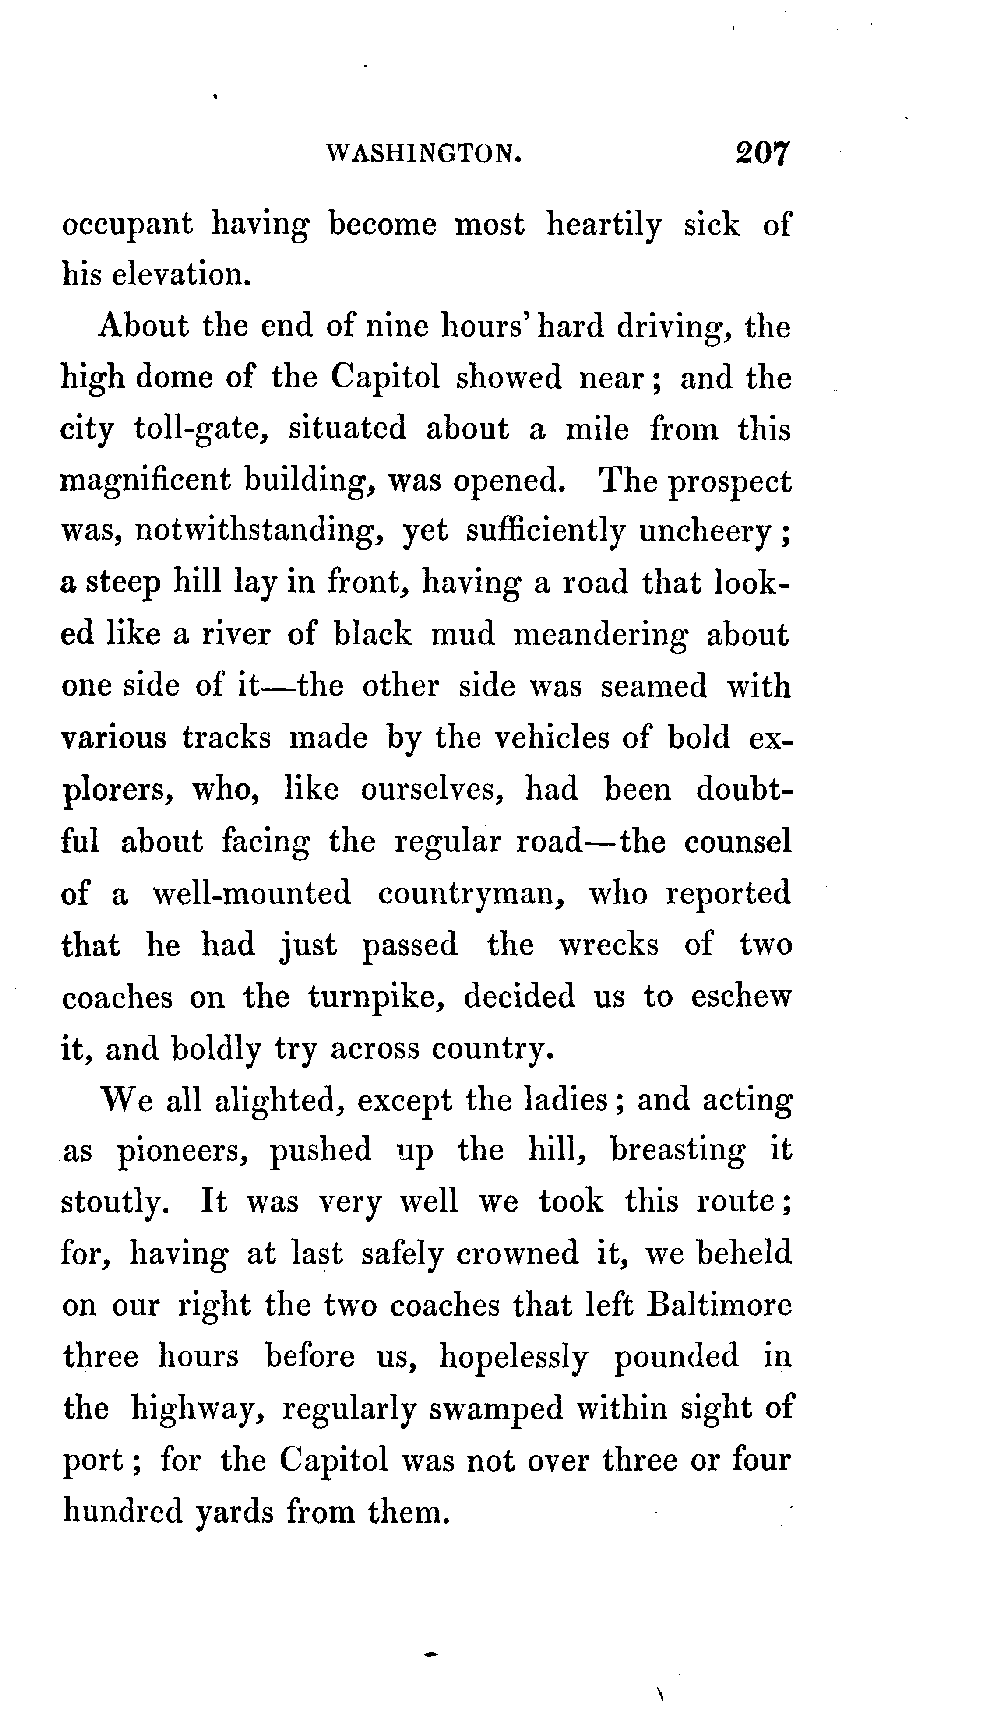 WASHINGTON. 207
occupant having become most heartily sick of
his elevation.
About the end of nine hours' hard driving, the
high dome of the Capitol showed near; and the
city toll-gate, situated about a mile from this
magnificent building, was opened. The prospect
was, notwithstanding, yet sufficiently uncheery;
a steep hill lay in front, having a road that look-
ed like a river of black mud meandering about
one side of it—the other side was seamed with
various tracks made by the vehicles of bold ex-
plorers, who, like ourselves, had been doubt-
ful about facing the regular road—the counsel
of a well-mounted countryman, who reported
that he had just passed the wrecks of two
coaches on the turnpike, decided us to eschew
it, and boldly try across country.
We all alighted, except the ladies; and acting
as pioneers, pushed up the hill, breasting it
stoutly. It was very well we took this route;
for, having at last safely crowned it, we beheld
on our right the two coaches that left Baltimore
three hours before us, hopelessly pounded in
the highway, regularly swamped within sight of
port; for the Capitol was not over three or four
hundred yards from them.